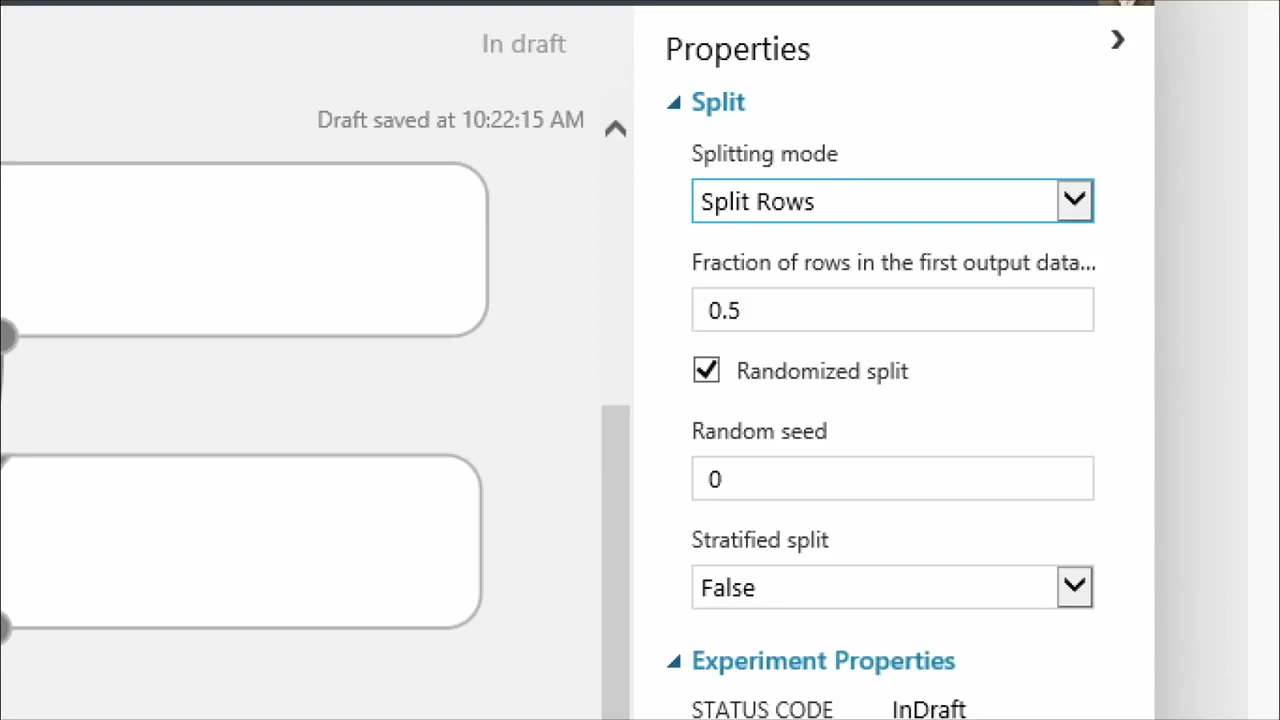 In draft
Draft saved at 10:22:15 AM
Properties
Split
Splitting mode
Split Rows
Fraction of rows in the first output data...
0.5
Randomized split
Random seed
0
Stratified split
False
Experiment Properties
STATUS CODE InDraft